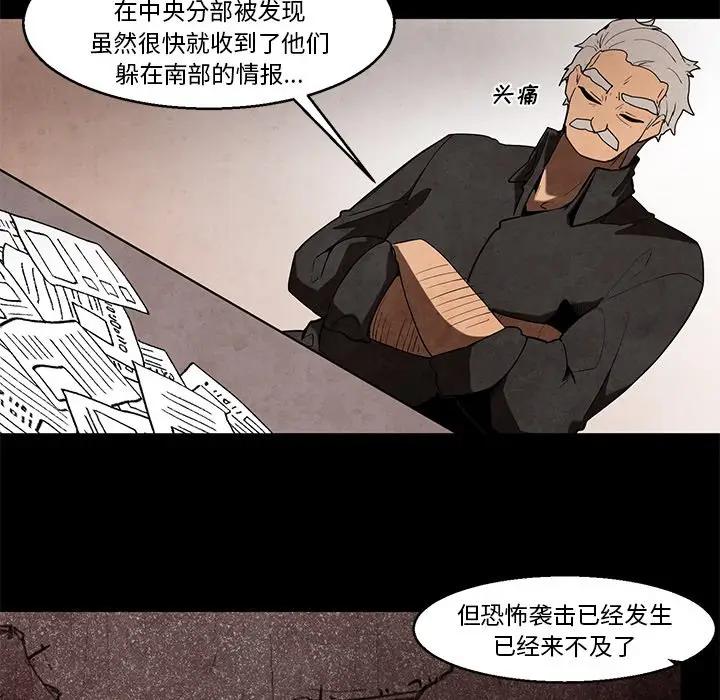 在中央分部被发现
虽然很快就收到了他们
躲在南部的情报...
头痛
但恐怖袭击已经发生
已经来不及了